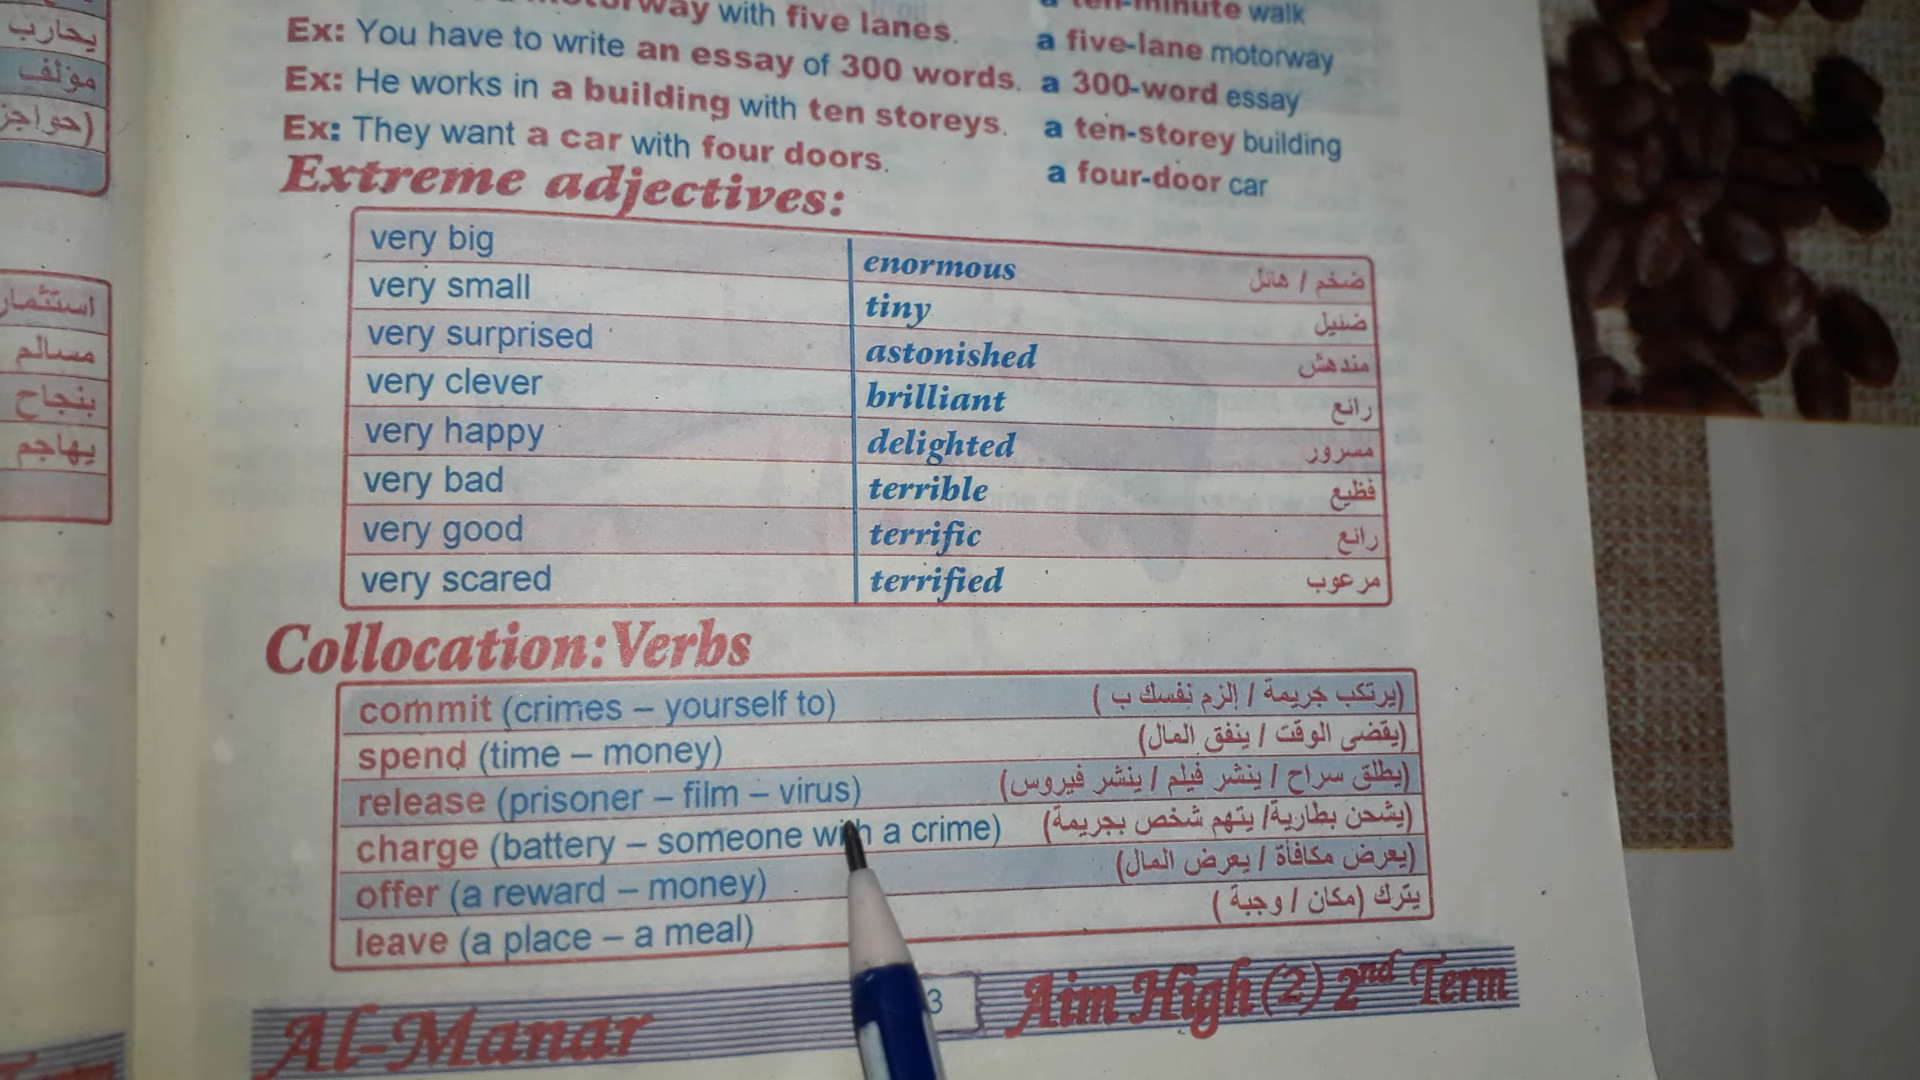 يحارب
مؤلف
(حواجز
استثمار
مسالم
بنجاح
يهاجم
with five lanes.
a ten-minute walk
a five-lane motorway
Ex: You have to write an essay of 300 words. a 300-word essay
Ex: He works in a building with ten storeys. a ten-storey building
Ex: They want a car with four doors. a four-door car
Extreme adjectives:
very big enormous ضخم / هائل
very small tiny ضئيل
very surprised astonished مندهش
very clever brilliant رائع
very happy delighted مسرور
very bad terrible فظيع
very good terrific رائع
very scared terrified مرعوب
Collocation: Verbs
commit (crimes – yourself to) (يرتكب جريمة / إلزم نفسك ب )
spend (time – money) (يقضى الوقت / ينفق المال)
release (prisoner – film – virus) (يطلق سراح / ينشر فيلم / ينشر فيروس)
charge (battery – someone with a crime) (يشحن بطارية/ يتهم شخص بجريمة)
offer (a reward – money) (يعرض مكافأة / يعرض المال)
leave (a place – a meal) يترك (مكان / وجبة )
Al-Manar 3 Aim High (2) 2nd Term